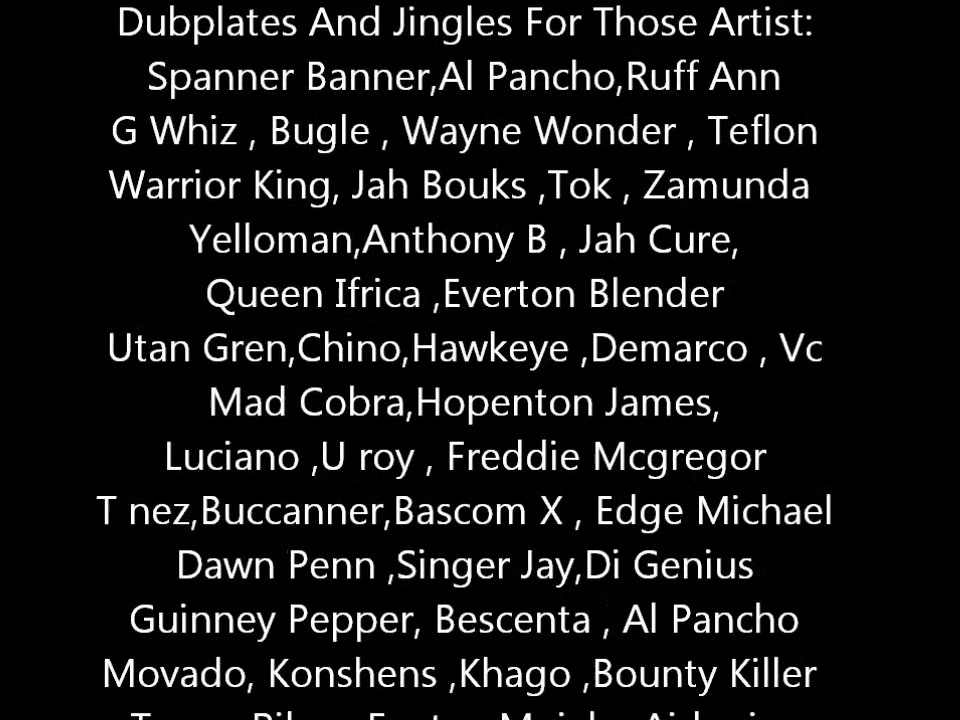 Dubplates And Jingles For Those Artist:
Spanner Banner,Al Pancho,Ruff Ann
G Whiz , Bugle , Wayne Wonder , Teflon
Warrior King, Jah Bouks ,Tok , Zamunda
Yelloman,Anthony B , Jah Cure,
Queen Ifrica ,Everton Blender
Utan Gren,Chino,Hawkeye ,Demarco , Vc
Mad Cobra,Hopenton James,
Luciano ,U roy , Freddie Mcgregor
T nez,Buccanner,Bascom X , Edge Michael
Dawn Penn ,Singer Jay,Di Genius
Guinney Pepper, Bescenta , Al Pancho
Movado, Konshens ,Khago ,Bounty Killer